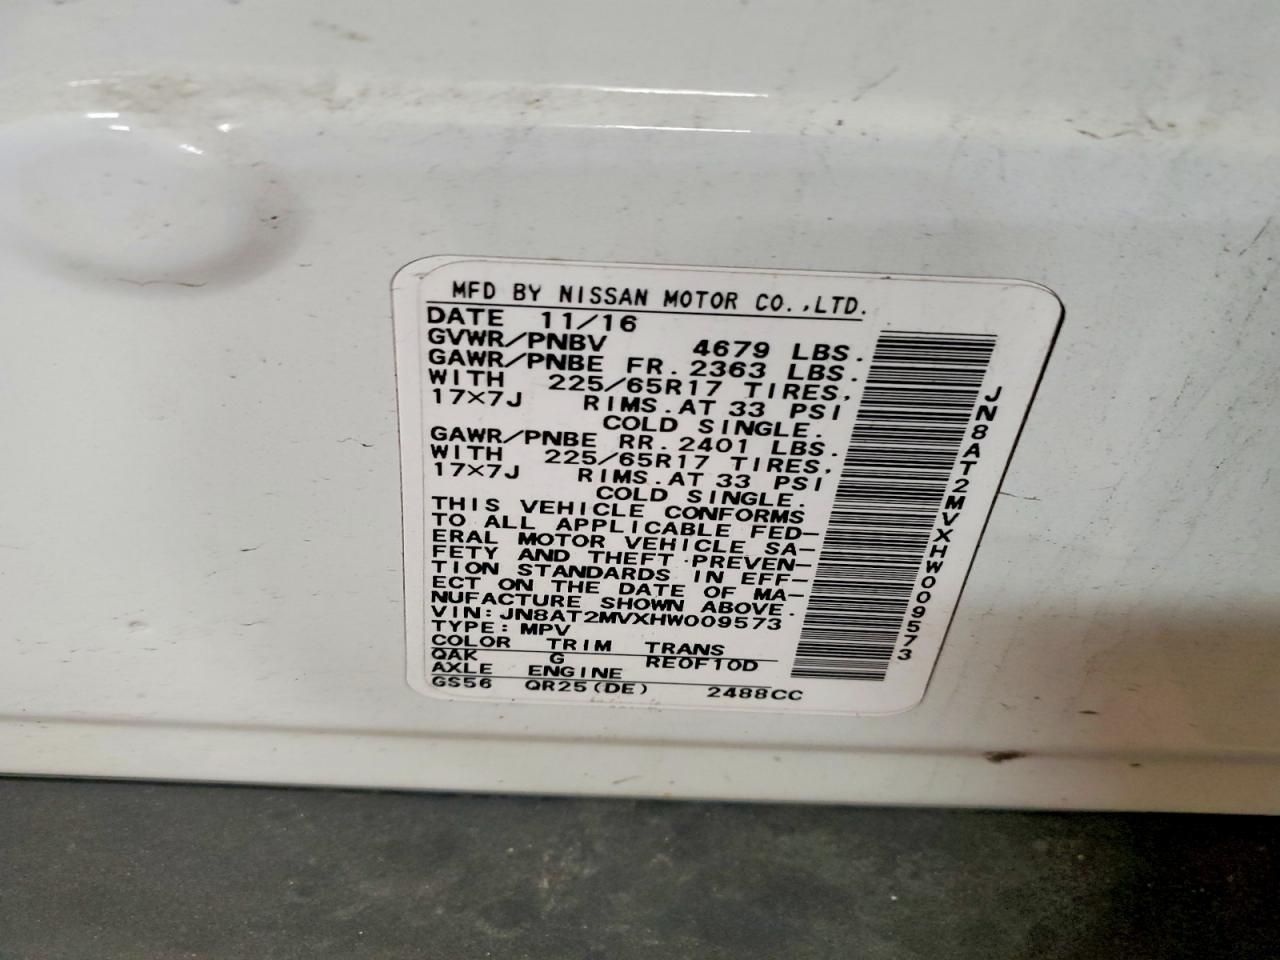 MFD BY NISSAN MOTOR CO.,LTD.
DATE 11/16
GVWR/PNBV 4679 LBS.
GAWR/PNBE FR. 2363 LBS.
WITH 225/65R17 TIRES,
17×7J RIMS. AT 33 PSI
COLD SINGLE.
GAWR/PNBE RR. 2401 LBS.
WITH 225/65R17 TIRES,
17×7J RIMS. AT 33 PSI
COLD SINGLE.
THIS VEHICLE CONFORMS
TO ALL APPLICABLE FED-
ERAL MOTOR VEHICLE SA-
FETY AND THEFT PREVEN-
TION STANDARDS IN EFF-
ECT ON THE DATE OF MA-
NUFACTURE SHOWN ABOVE.
VIN: JN8AT2MVXHW009573
TYPE: MPV
COLOR TRIM TRANS
QAK G RE0F10D
AXLE ENGINE
GS56 QR25(DE) 2488CC
JN8AT2MVXHW009573